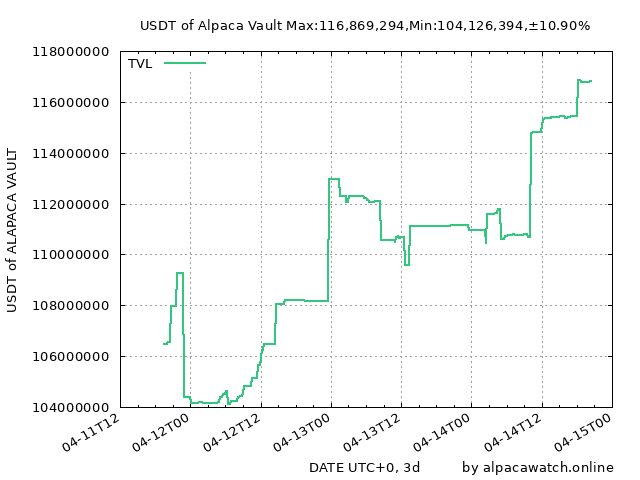 USDT of Alpaca Vault Max:116,869,294,Min:104,126,394,±10.90%
TVL
118000000
116000000
114000000
112000000
110000000
108000000
106000000
104000000
USDT of ALAPACA VAULT
04-11T12
04-12T00
04-12T12
04-13T00
04-13T12
04-14T00
04-14T12
04-15T00
DATE UTC+0, 3d
by alpacawatch.online